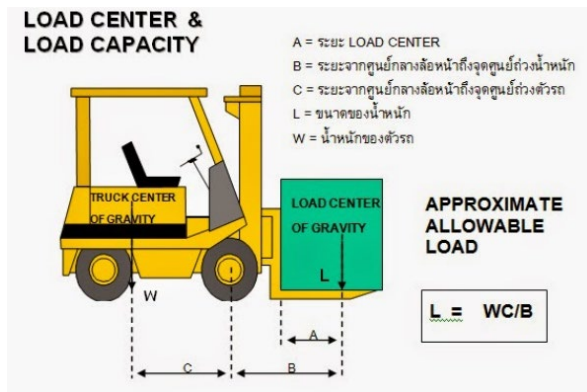 LOAD CENTER &
LOAD CAPACITY
A = ระยะ LOAD CENTER
B = ระยะจากศูนย์กลางล้อหน้าถึงจุดศูนย์ถ่วงน้ำหนัก
C = ระยะจากศูนย์กลางล้อหน้าถึงจุดศูนย์ถ่วงตัวรถ
L = ขนาดของน้ำหนัก
W = น้ำหนักของตัวรถ
TRUCK CENTER
OF GRAVITY
LOAD CENTER
OF GRAVITY
L
W
A
C
B
APPROXIMATE
ALLOWABLE
LOAD
L = WC/B